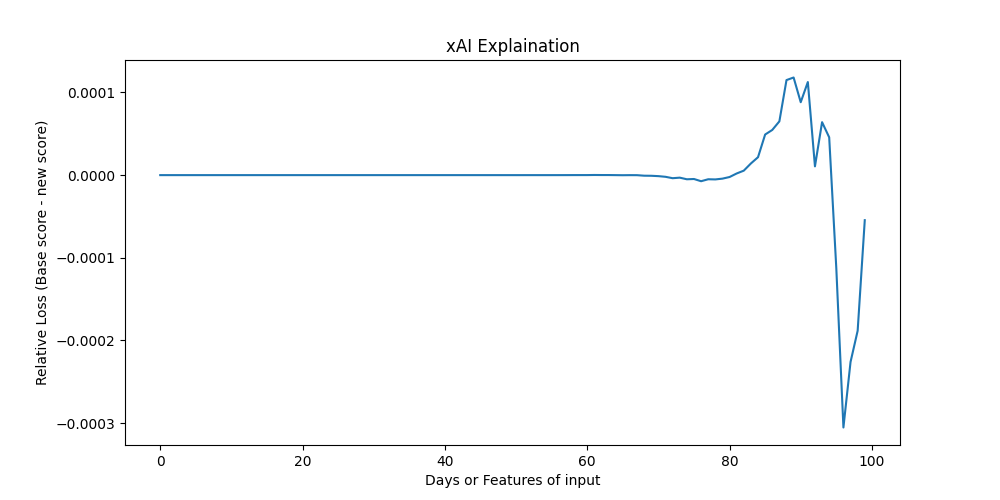 xAI Explaination
0.0001
0.0000
−0.0001
−0.0002
−0.0003
Relative Loss (Base score - new score)
0 20 40 60 80 100
Days or Features of input